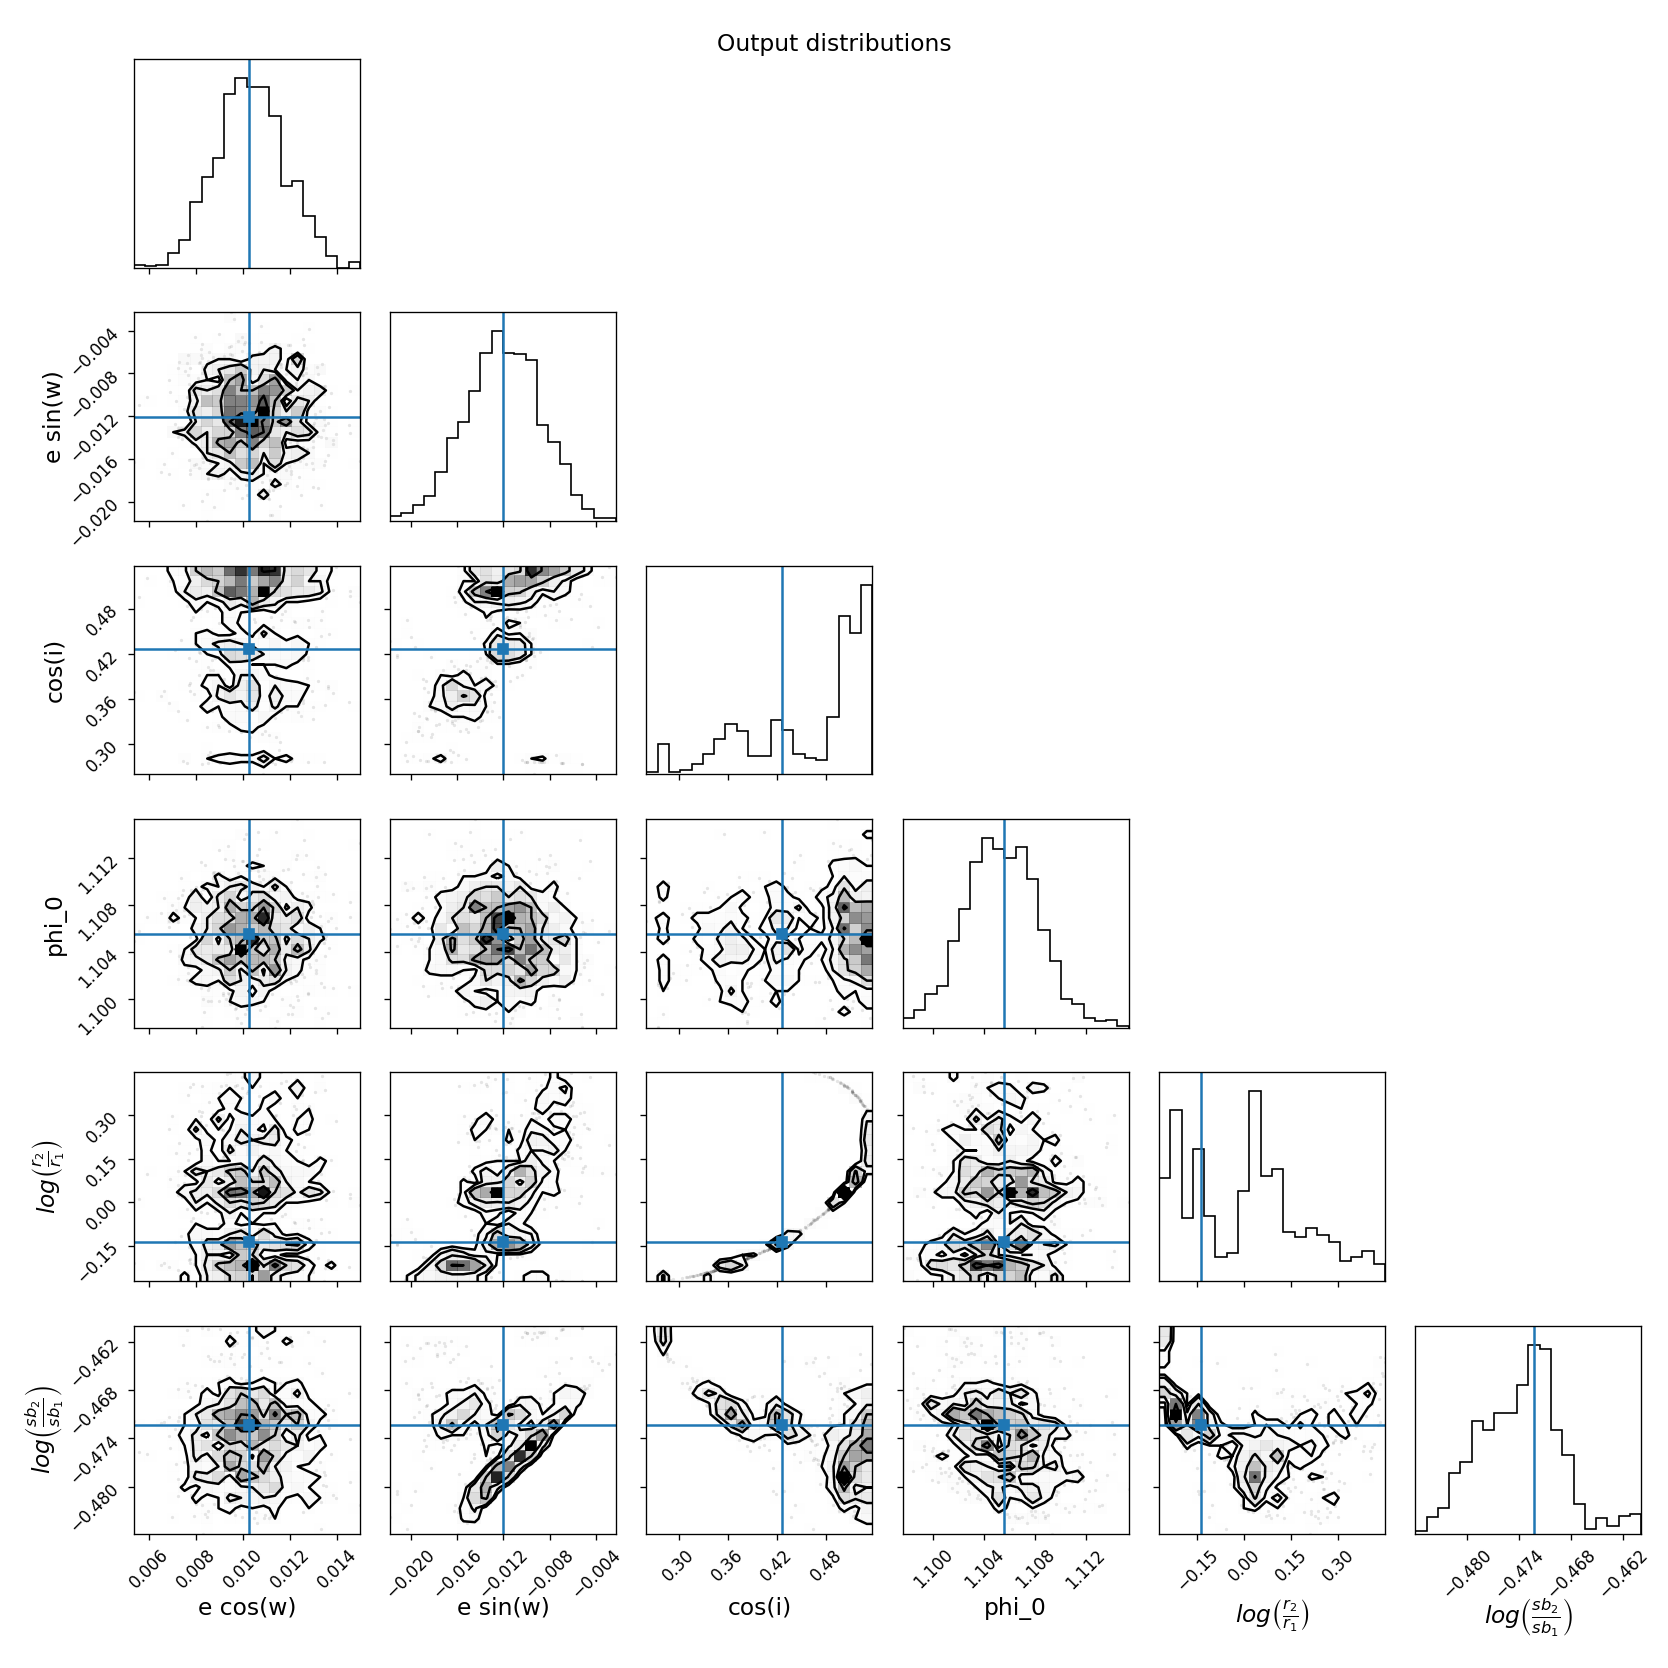 Output distributions
e sin(w)
−0.004
−0.008
−0.012
−0.016
−0.020
cos(i)
0.48
0.42
0.36
0.30
phi_0
1.112
1.108
1.104
1.100
log(r₂/r₁)
0.30
0.15
0.00
−0.15
log(sb₂/sb₁)
−0.462
−0.468
−0.474
−0.480
0.006 0.008 0.010 0.012 0.014
−0.020 −0.016 −0.012 −0.008 −0.004
0.30 0.36 0.42 0.48
1.100 1.104 1.108 1.112
−0.15 0.00 0.15 0.30
−0.480 −0.474 −0.468 −0.462
e cos(w)
e sin(w)
cos(i)
phi_0
log(r₂/r₁)
log(sb₂/sb₁)